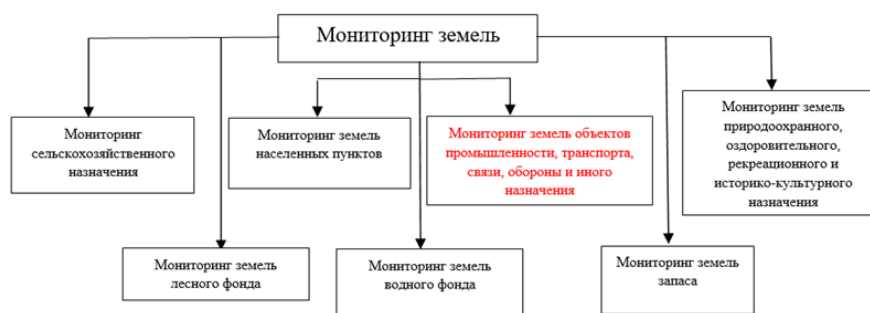 Мониторинг земель
Мониторинг
сельскохозяйственного
назначения
Мониторинг земель
населенных пунктов
Мониторинг земель объектов
промышленности, транспорта,
связи, обороны и иного
назначения
Мониторинг земель
природоохранного,
оздоровительного,
рекреационного и
историко-культурного
назначения
Мониторинг земель
лесного фонда
Мониторинг земель
водного фонда
Мониторинг земель
запаса